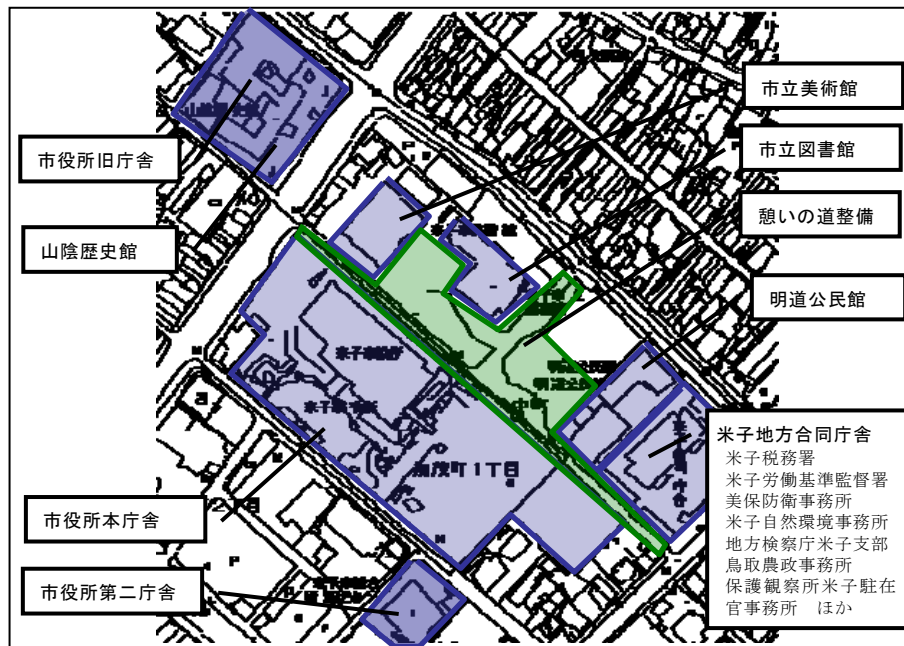 市立美術館
市立図書館
憩いの道整備
明道公民館
市役所旧庁舎
山陰歴史館
市役所本庁舎
市役所第二庁舎
米子地方合同庁舎
米子税務署
米子労働基準監督署
美保防衛事務所
米子自然環境事務所
地方検察庁米子支部
鳥取農政事務所
保護観察所米子駐在
官事務所 ほか
中町
加茂町1丁目